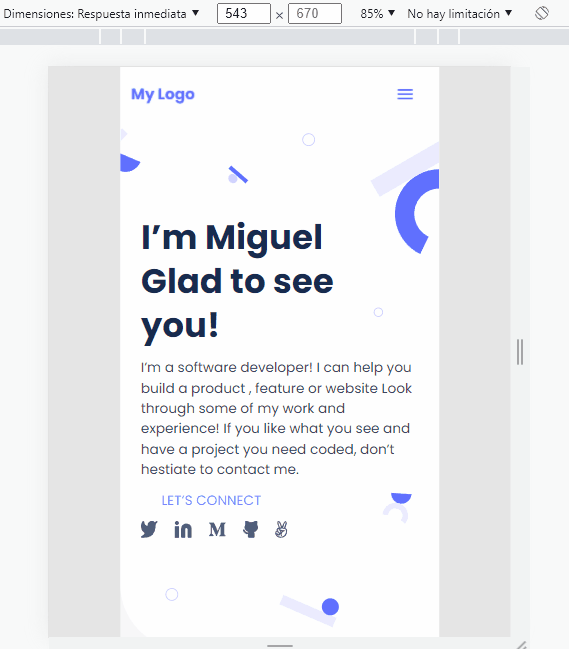 Dimensiones: Respuesta inmediata ▼ 543 × 670 85% ▼ No hay limitación ▼
My Logo
I’m Miguel
Glad to see
you!
I’m a software developer! I can help you
build a product , feature or website Look
through some of my work and
experience! If you like what you see and
have a project you need coded, don’t
hestiate to contact me.
LET’S CONNECT